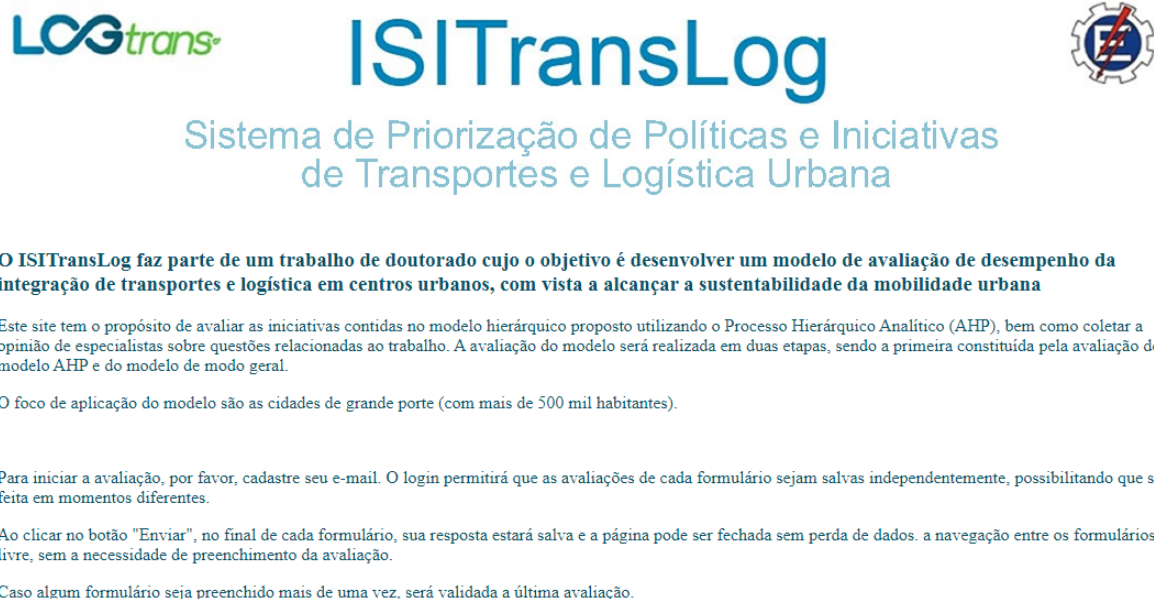 LOGtrans
ISITransLog
Sistema de Priorização de Políticas e Iniciativas
de Transportes e Logística Urbana
O ISITransLog faz parte de um trabalho de doutorado cujo o objetivo é desenvolver um modelo de avaliação de desempenho da
integração de transportes e logística em centros urbanos, com vista a alcançar a sustentabilidade da mobilidade urbana
Este site tem o propósito de avaliar as iniciativas contidas no modelo hierárquico proposto utilizando o Processo Hierárquico Analítico (AHP), bem como coletar a
opinião de especialistas sobre questões relacionadas ao trabalho. A avaliação do modelo será realizada em duas etapas, sendo a primeira constituída pela avaliação d
modelo AHP e do modelo de modo geral.
O foco de aplicação do modelo são as cidades de grande porte (com mais de 500 mil habitantes).
Para iniciar a avaliação, por favor, cadastre seu e-mail. O login permitirá que as avaliações de cada formulário sejam salvas independentemente, possibilitando que s
feita em momentos diferentes.
Ao clicar no botão "Enviar", no final de cada formulário, sua resposta estará salva e a página pode ser fechada sem perda de dados. a navegação entre os formulários
livre, sem a necessidade de preenchimento da avaliação.
Caso algum formulário seja preenchido mais de uma vez, será validada a última avaliação.